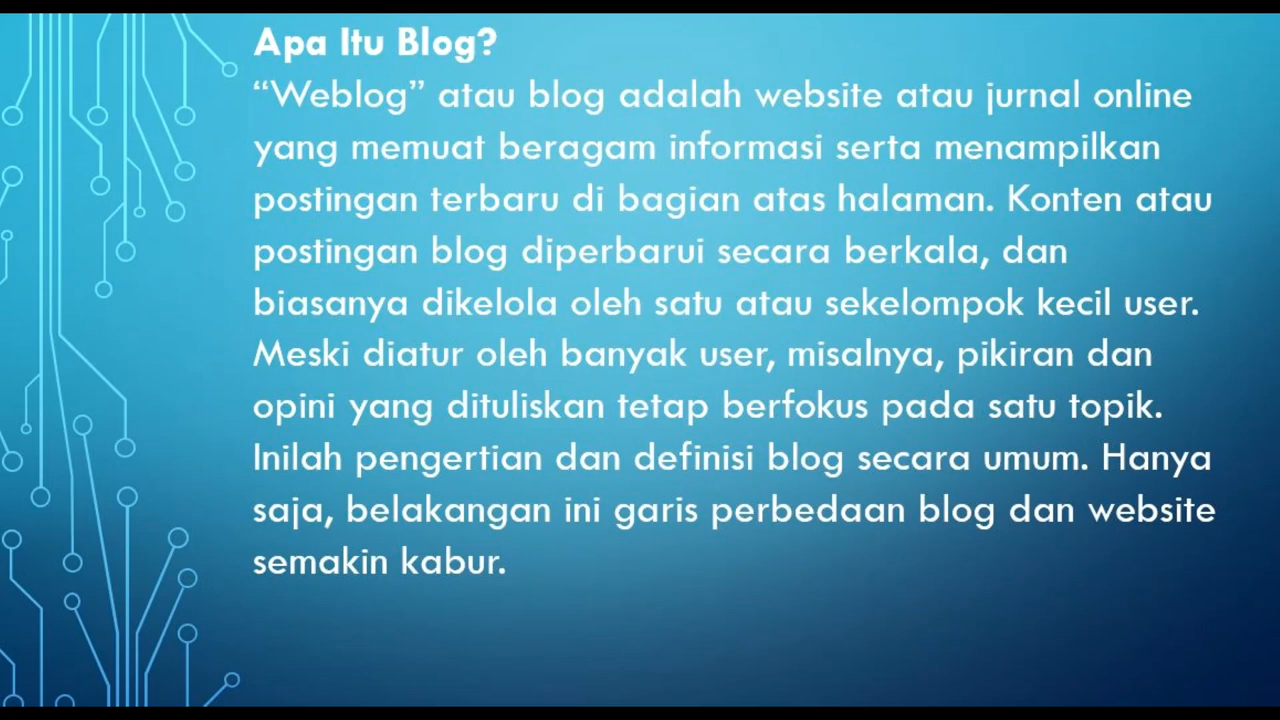 Apa Itu Blog?
“Weblog” atau blog adalah website atau jurnal online
yang memuat beragam informasi serta menampilkan
postingan terbaru di bagian atas halaman. Konten atau
postingan blog diperbarui secara berkala, dan
biasanya dikelola oleh satu atau sekelompok kecil user.
Meski diatur oleh banyak user, misalnya, pikiran dan
opini yang dituliskan tetap berfokus pada satu topik.
Inilah pengertian dan definisi blog secara umum. Hanya
saja, belakangan ini garis perbedaan blog dan website
semakin kabur.